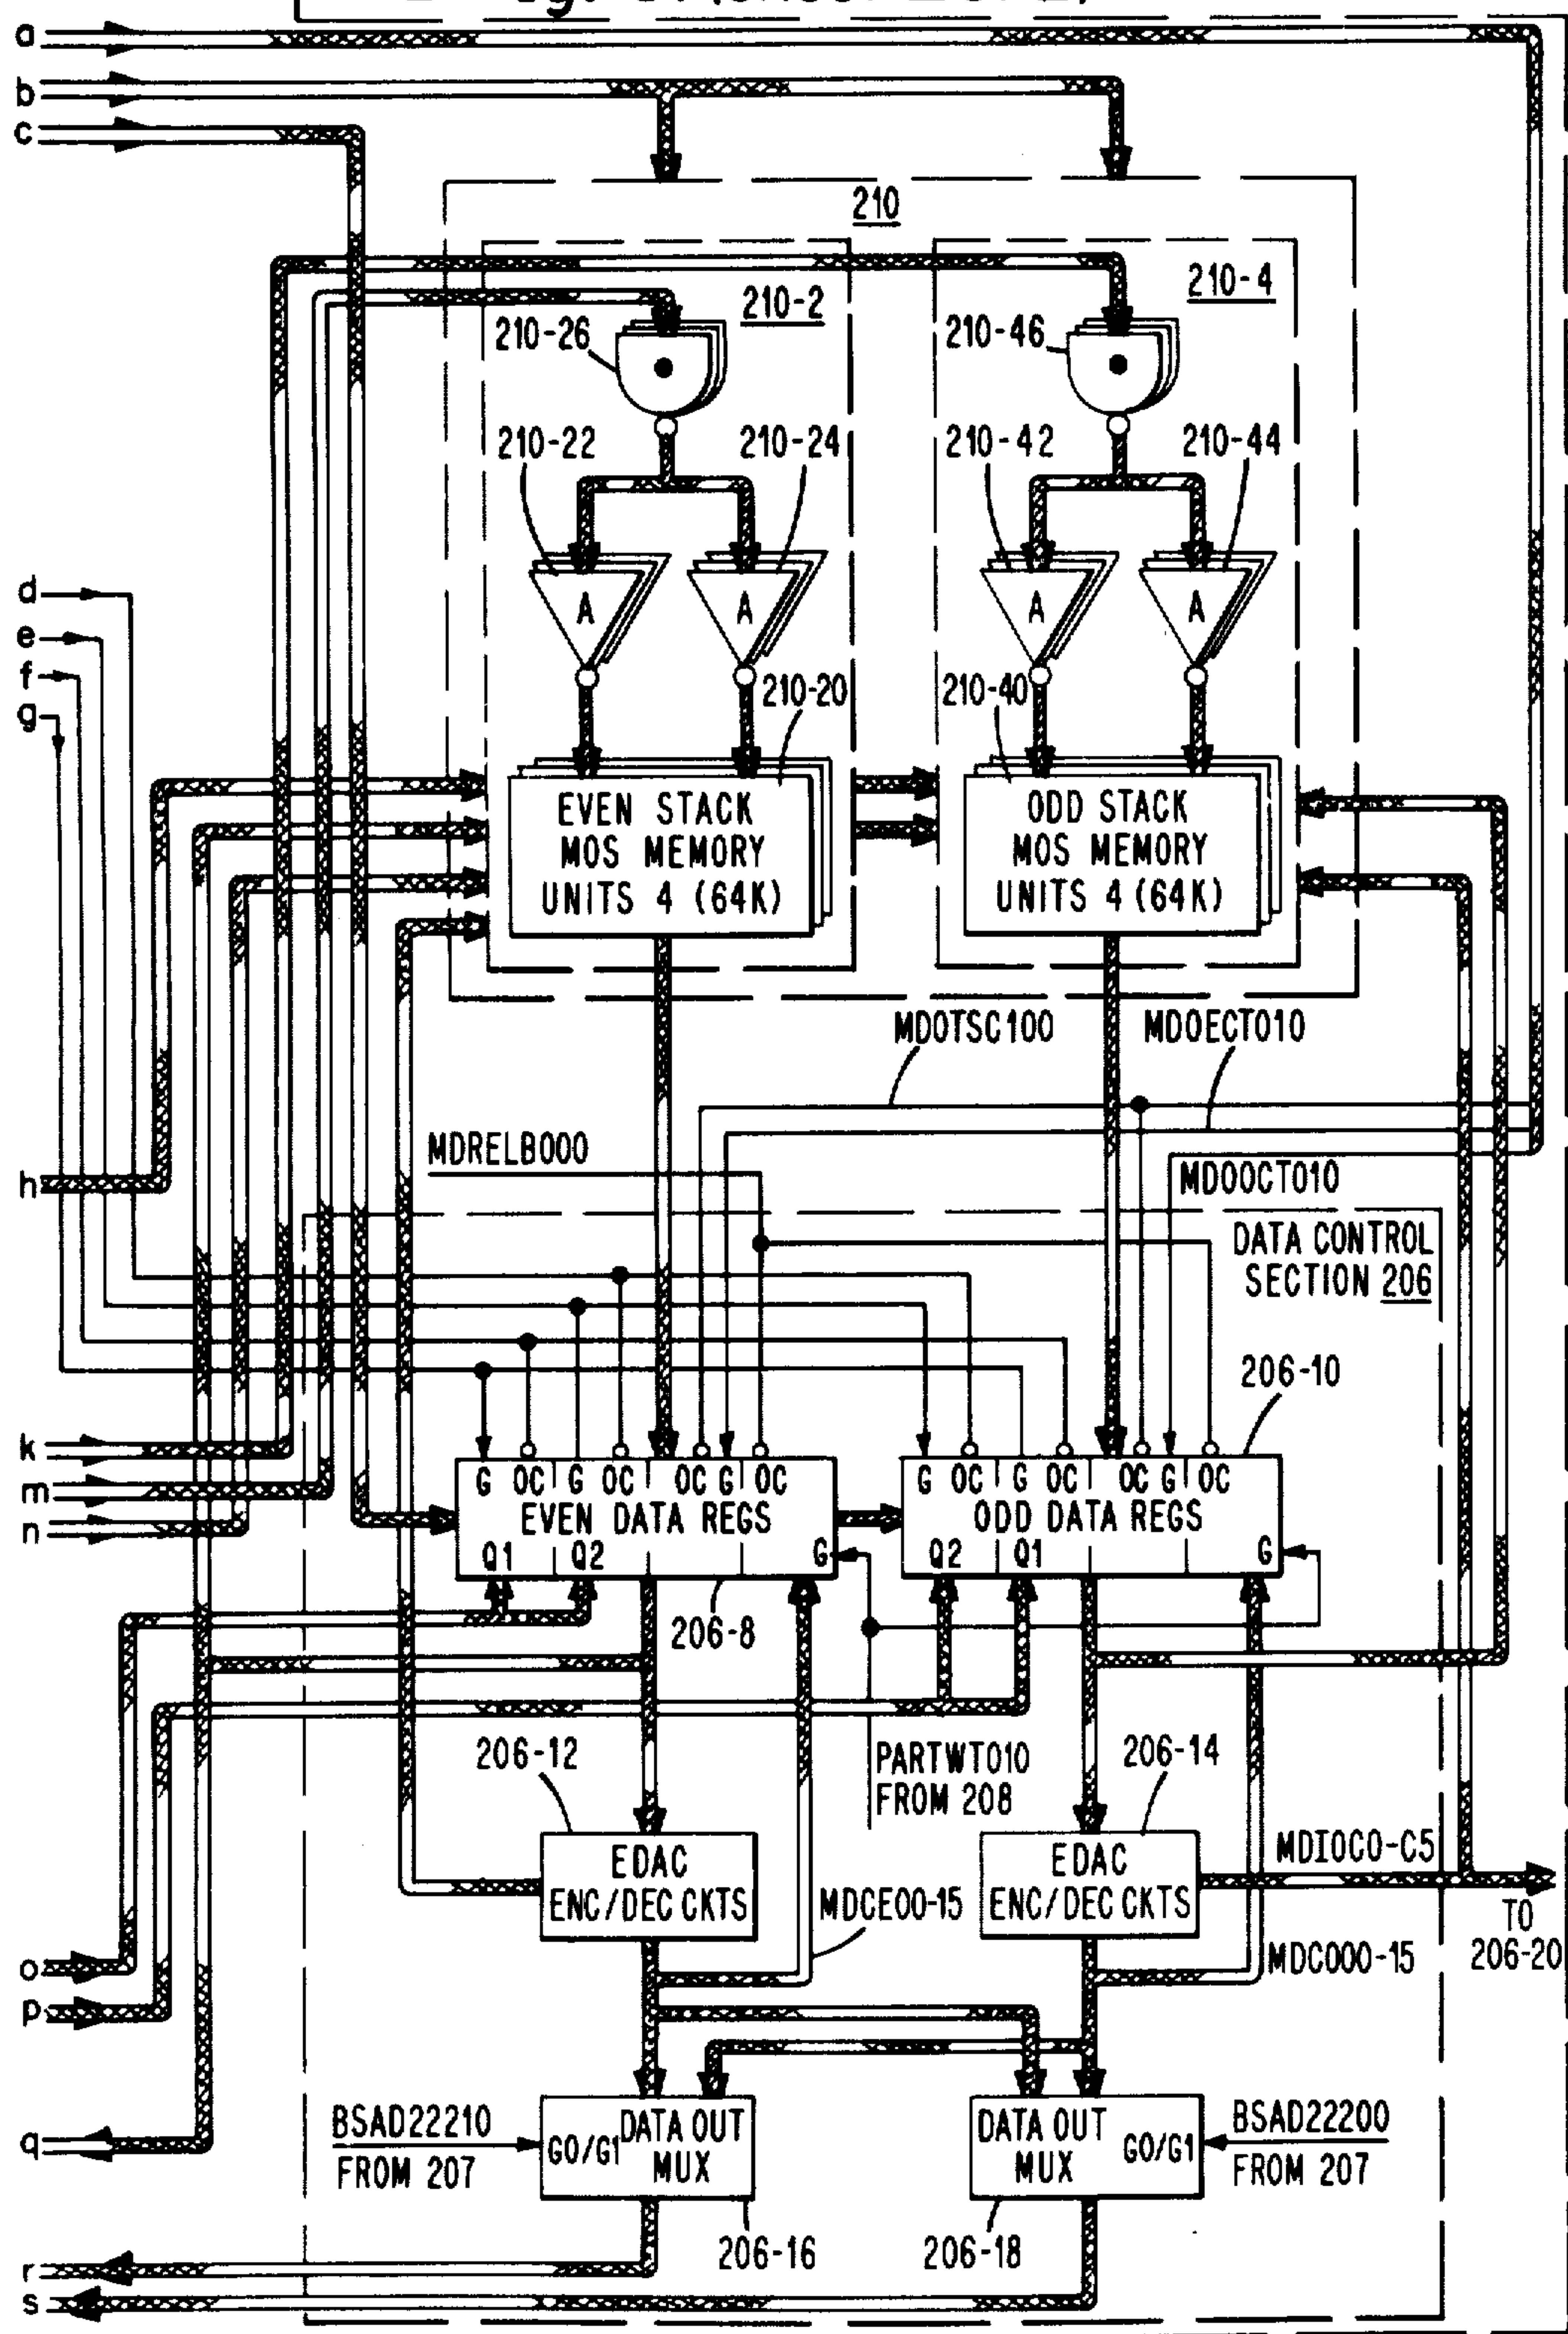 a
b
c
210
210-2
210-4
210-26
210-46
210-22
210-24
210-42
210-44
d
e
f
g
A
A
A
A
210-20
210-40
EVEN STACK
MOS MEMORY
UNITS 4 (64K)
ODD STACK
MOS MEMORY
UNITS 4 (64K)
MDOTSC100
MDOECT010
MDRELB000
h
MDOOCT010
DATA CONTROL
SECTION 206
206-10
k
m
n
G OC G OC OC G OC
EVEN DATA REGS
Q1 Q2 G
G OC G OC OC G OC
ODD DATA REGS
Q2 Q1 G
206-8
206-12
PARTWT010
FROM 208
206-14
EDAC
ENC/DEC CKTS
MDCE00-15
EDAC
ENC/DEC CKTS
MDIOC0-C5
TO
206-20
MDCO00-15
o
p
q
BSAD22210
FROM 207
G0/G1
DATA OUT
MUX
DATA OUT
MUX
G0/G1
BSAD22200
FROM 207
206-16
206-18
r
s